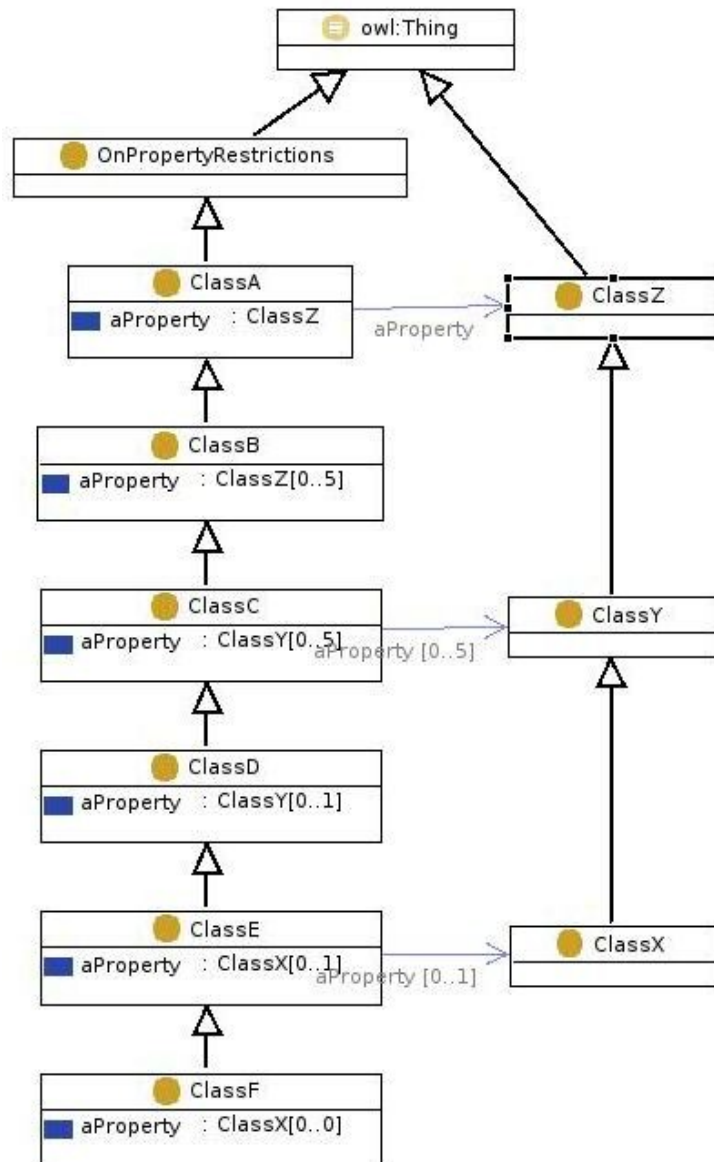 owl:Thing
OnPropertyRestrictions
ClassA
aProperty : ClassZ
aProperty
ClassZ
ClassB
aProperty : ClassZ[0..5]
ClassC
aProperty : ClassY[0..5]
aProperty [0..5]
ClassY
ClassD
aProperty : ClassY[0..1]
ClassE
aProperty : ClassX[0..1]
aProperty [0..1]
ClassX
ClassF
aProperty : ClassX[0..0]